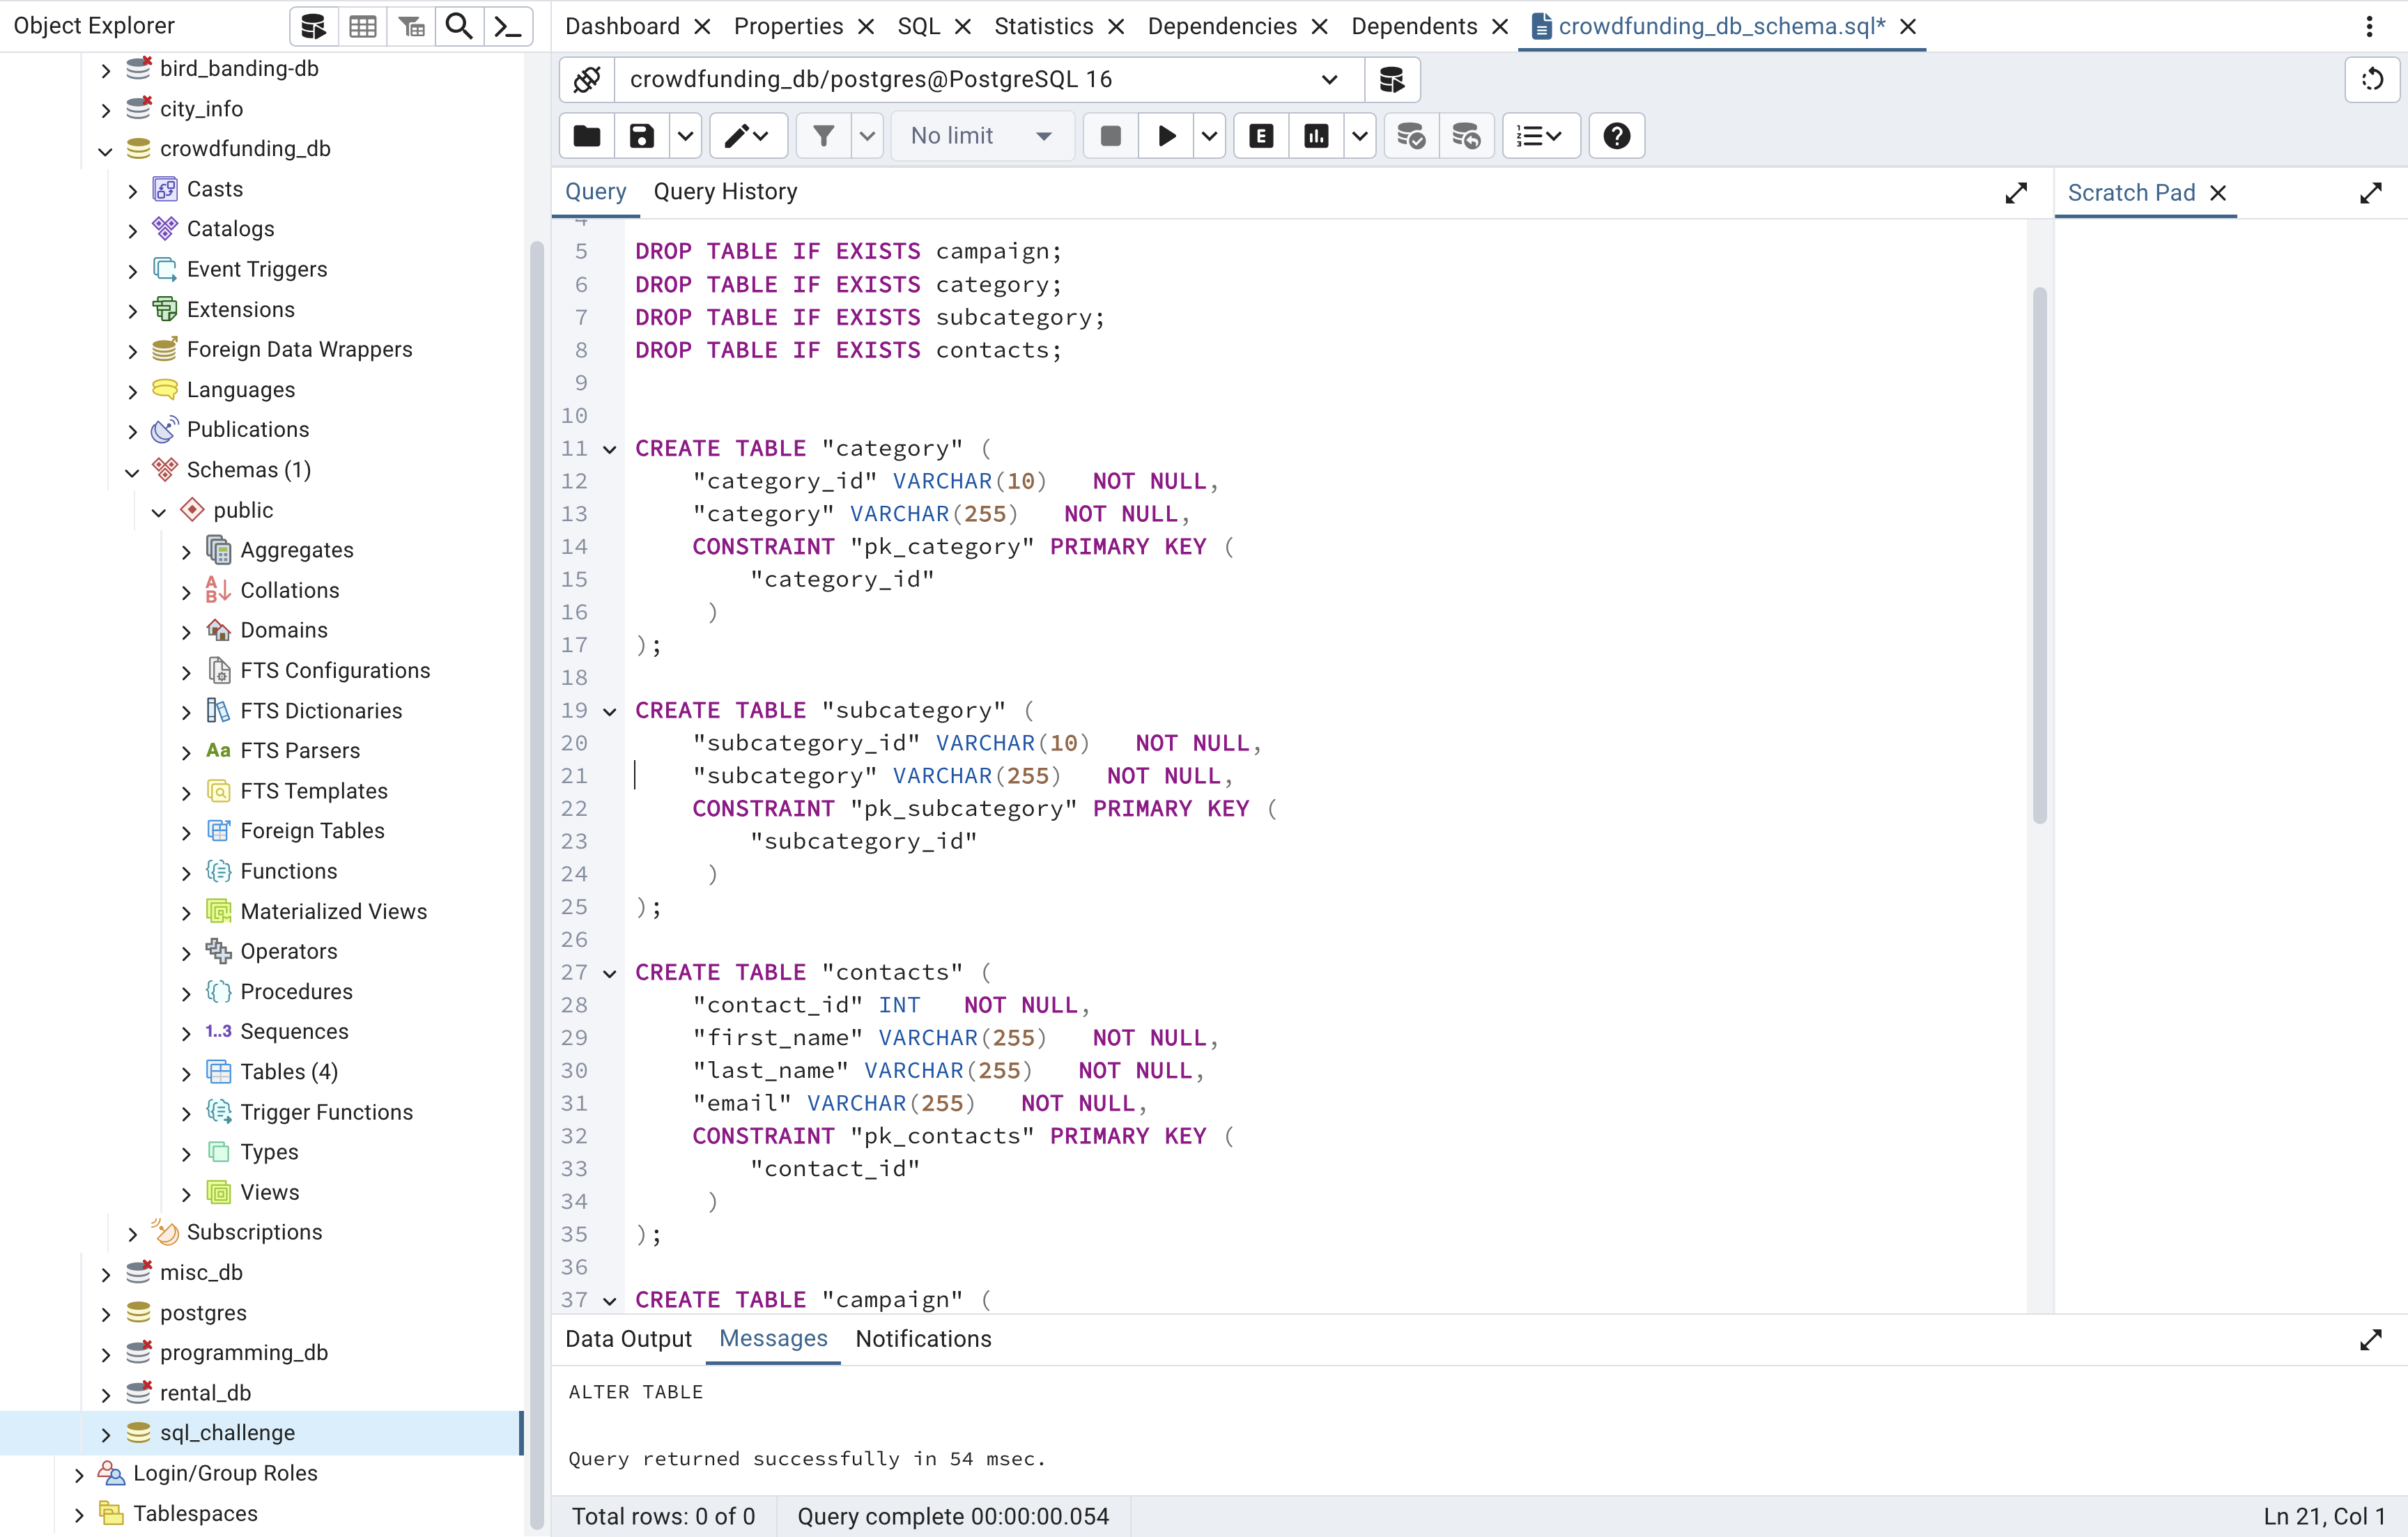 Object Explorer
Dashboard
Properties
SQL
Statistics
Dependencies
Dependents
crowdfunding_db_schema.sql*
bird_banding-db
city_info
crowdfunding_db
Casts
Catalogs
Event Triggers
Extensions
Foreign Data Wrappers
Languages
Publications
Schemas (1)
public
Aggregates
Collations
Domains
FTS Configurations
FTS Dictionaries
Aa FTS Parsers
FTS Templates
Foreign Tables
Functions
Materialized Views
Operators
Procedures
1..3 Sequences
Tables (4)
Trigger Functions
Types
Views
Subscriptions
misc_db
postgres
programming_db
rental_db
sql_challenge
Login/Group Roles
Tablespaces
crowdfunding_db/postgres@PostgreSQL 16
No limit
E
Query
Query History
Scratch Pad
5 DROP TABLE IF EXISTS campaign;
6 DROP TABLE IF EXISTS category;
7 DROP TABLE IF EXISTS subcategory;
8 DROP TABLE IF EXISTS contacts;
9
10
11 CREATE TABLE "category" (
12 "category_id" VARCHAR(10)   NOT NULL,
13 "category" VARCHAR(255)   NOT NULL,
14 CONSTRAINT "pk_category" PRIMARY KEY (
15 "category_id"
16 )
17 );
18
19 CREATE TABLE "subcategory" (
20 "subcategory_id" VARCHAR(10)   NOT NULL,
21 "subcategory" VARCHAR(255)   NOT NULL,
22 CONSTRAINT "pk_subcategory" PRIMARY KEY (
23 "subcategory_id"
24 )
25 );
26
27 CREATE TABLE "contacts" (
28 "contact_id" INT   NOT NULL,
29 "first_name" VARCHAR(255)   NOT NULL,
30 "last_name" VARCHAR(255)   NOT NULL,
31 "email" VARCHAR(255)   NOT NULL,
32 CONSTRAINT "pk_contacts" PRIMARY KEY (
33 "contact_id"
34 )
35 );
36
37 CREATE TABLE "campaign" (
Data Output
Messages
Notifications
ALTER TABLE
Query returned successfully in 54 msec.
Total rows: 0 of 0
Query complete 00:00:00.054
Ln 21, Col 1